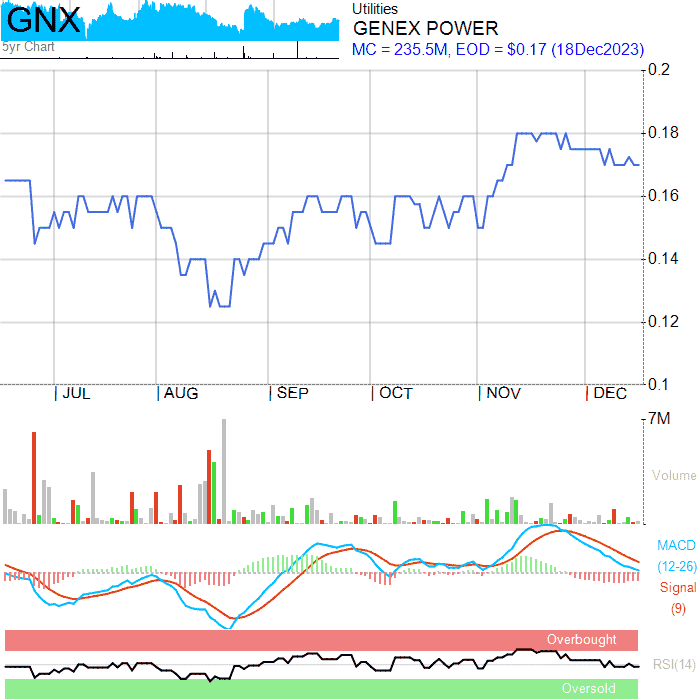 GNX
5yr Chart
Utilities
GENEX POWER
MC = 235.5M, EOD = $0.17 (18Dec2023)
0.2
0.18
0.16
0.14
0.12
0.1
JUL
AUG
SEP
OCT
NOV
DEC
7M
Volume
MACD
(12-26)
Signal
(9)
Overbought
RSI(14)
Oversold